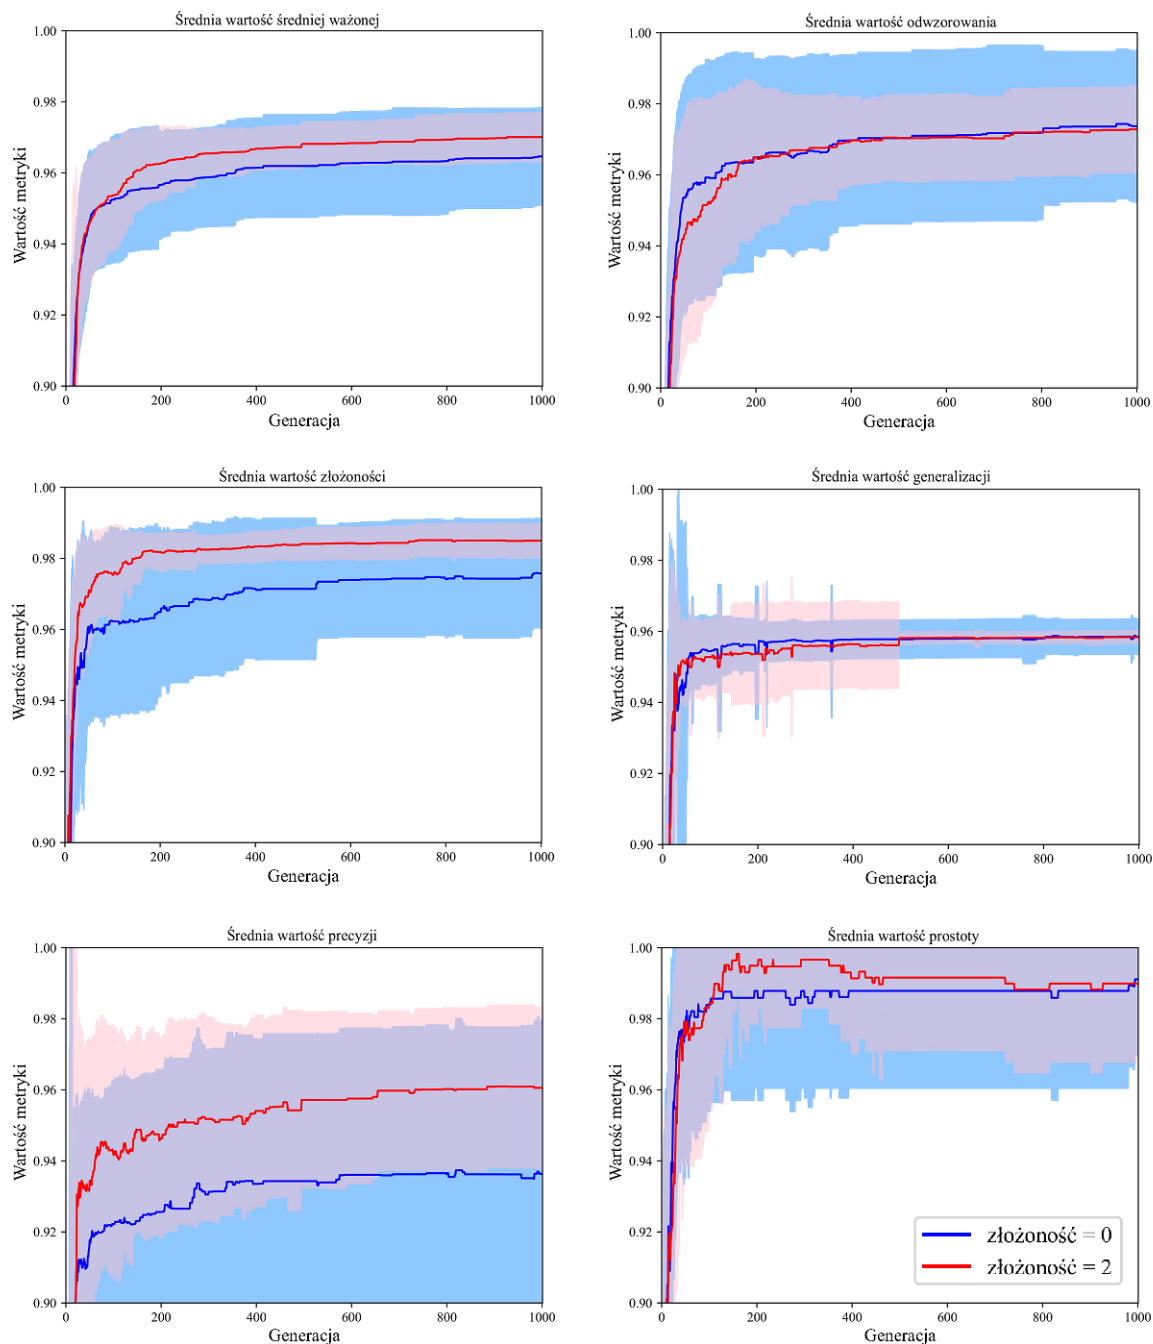 Średnia wartość średniej ważonej
1.00
0.98
0.96
0.94
0.92
0.90
Wartość metryki
0 200 400 600 800 1000
Generacja
Średnia wartość odwzorowania
1.00
0.98
0.96
0.94
0.92
0.90
Wartość metryki
0 200 400 600 800 1000
Generacja
Średnia wartość złożoności
1.00
0.98
0.96
0.94
0.92
0.90
Wartość metryki
0 200 400 600 800 1000
Generacja
Średnia wartość generalizacji
1.00
0.98
0.96
0.94
0.92
0.90
Wartość metryki
0 200 400 600 800 1000
Generacja
Średnia wartość precyzji
1.00
0.98
0.96
0.94
0.92
0.90
Wartość metryki
0 200 400 600 800 1000
Generacja
Średnia wartość prostoty
1.00
0.98
0.96
0.94
0.92
0.90
Wartość metryki
złożoność = 0
złożoność = 2
0 200 400 600 800 1000
Generacja